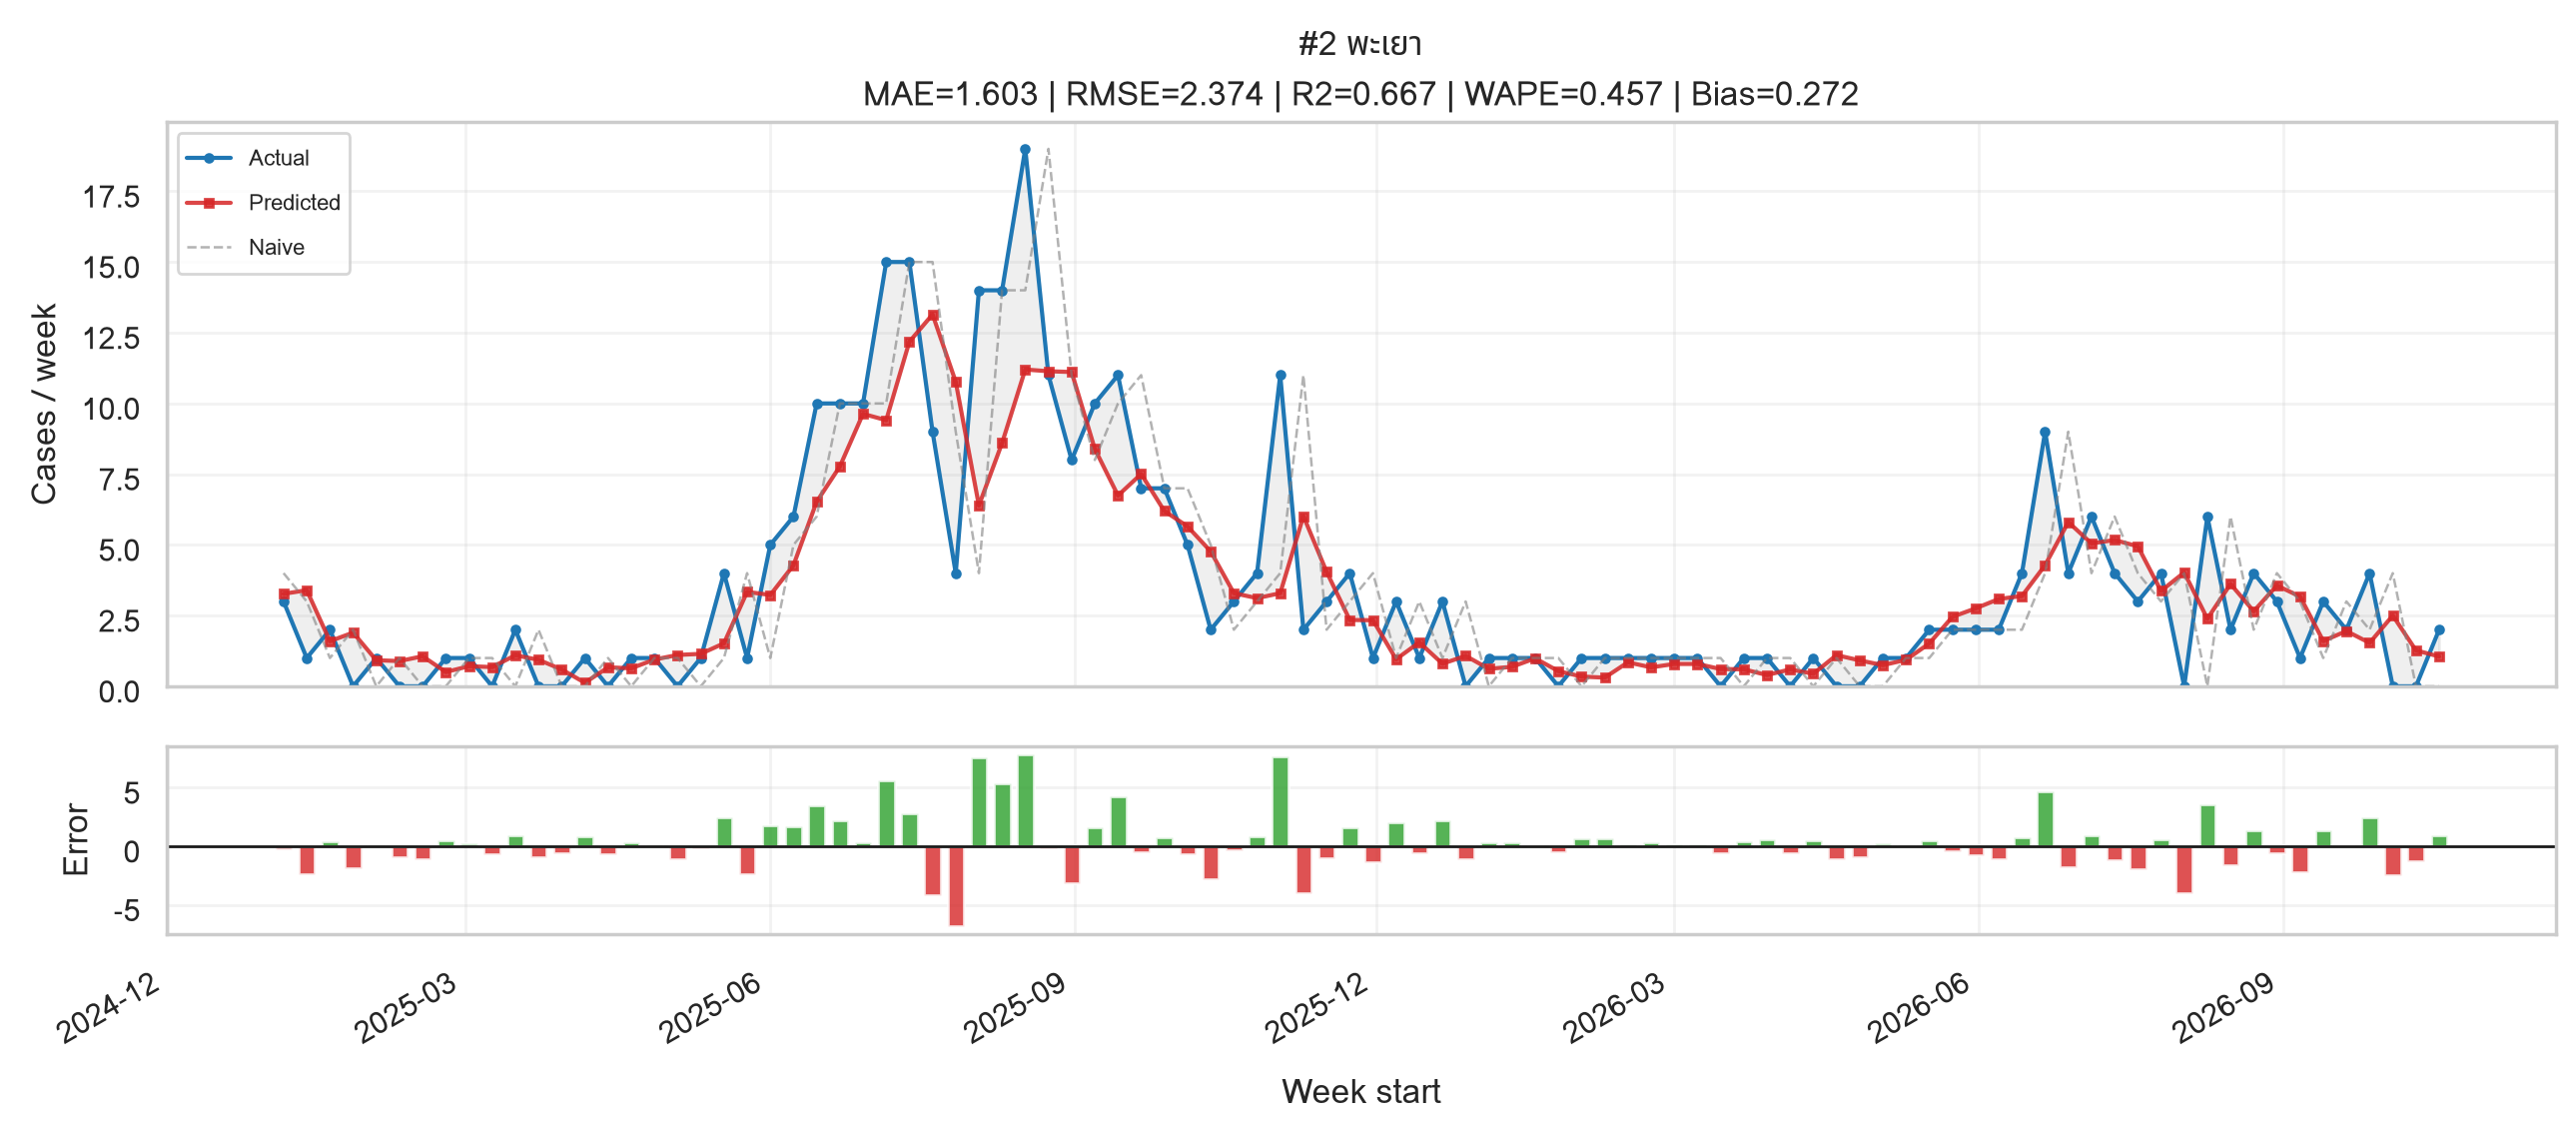 #2 พะเยา
MAE=1.603 | RMSE=2.374 | R2=0.667 | WAPE=0.457 | Bias=0.272
Actual
Predicted
Naive
Cases / week
17.5
15.0
12.5
10.0
7.5
5.0
2.5
0.0
Error
5
0
-5
2024-12
2025-03
2025-06
2025-09
2025-12
2026-03
2026-06
2026-09
Week start